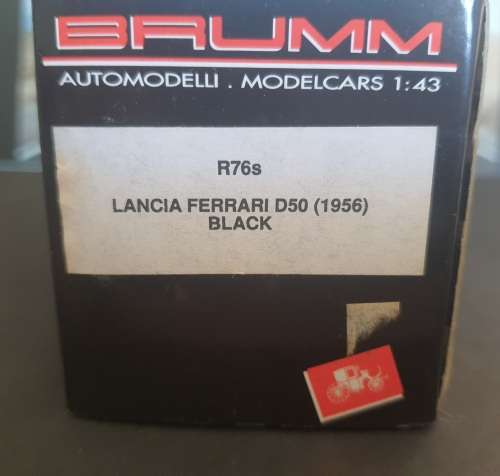 BRUMM
AUTOMODELLI . MODELCARS 1:43
R76s
LANCIA FERRARI D50 (1956)
BLACK